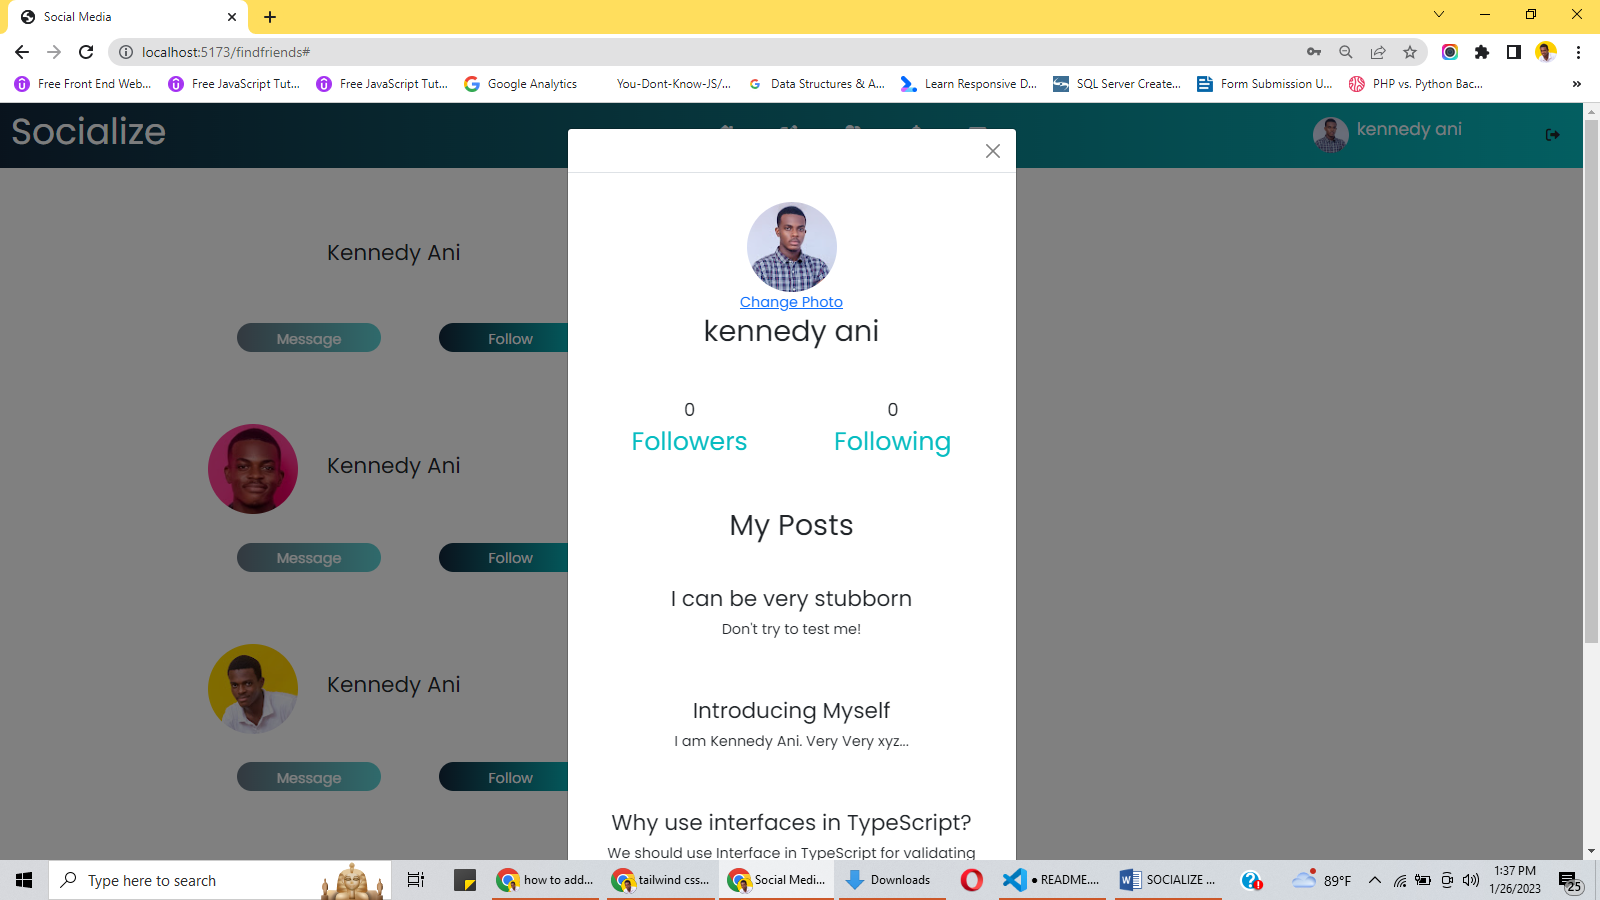 Social Media
localhost:5173/findfriends#
Free Front End Web...
Free JavaScript Tut...
Free JavaScript Tut...
Google Analytics
You-Dont-Know-JS/...
Data Structures & A...
Learn Responsive D...
SQL Server Create...
Form Submission U...
PHP vs. Python Bac...
Socialize
kennedy ani
Kennedy Ani
Message
Follow
Kennedy Ani
Message
Follow
Kennedy Ani
Message
Follow
Change Photo
kennedy ani
0
Followers
0
Following
My Posts
I can be very stubborn
Don't try to test me!
Introducing Myself
I am Kennedy Ani. Very Very xyz...
Why use interfaces in TypeScript?
We should use Interface in TypeScript for validating
Type here to search
how to add...
tailwind css...
Social Medi...
Downloads
● README....
SOCIALIZE ...
89°F
1:37 PM
1/26/2023
25